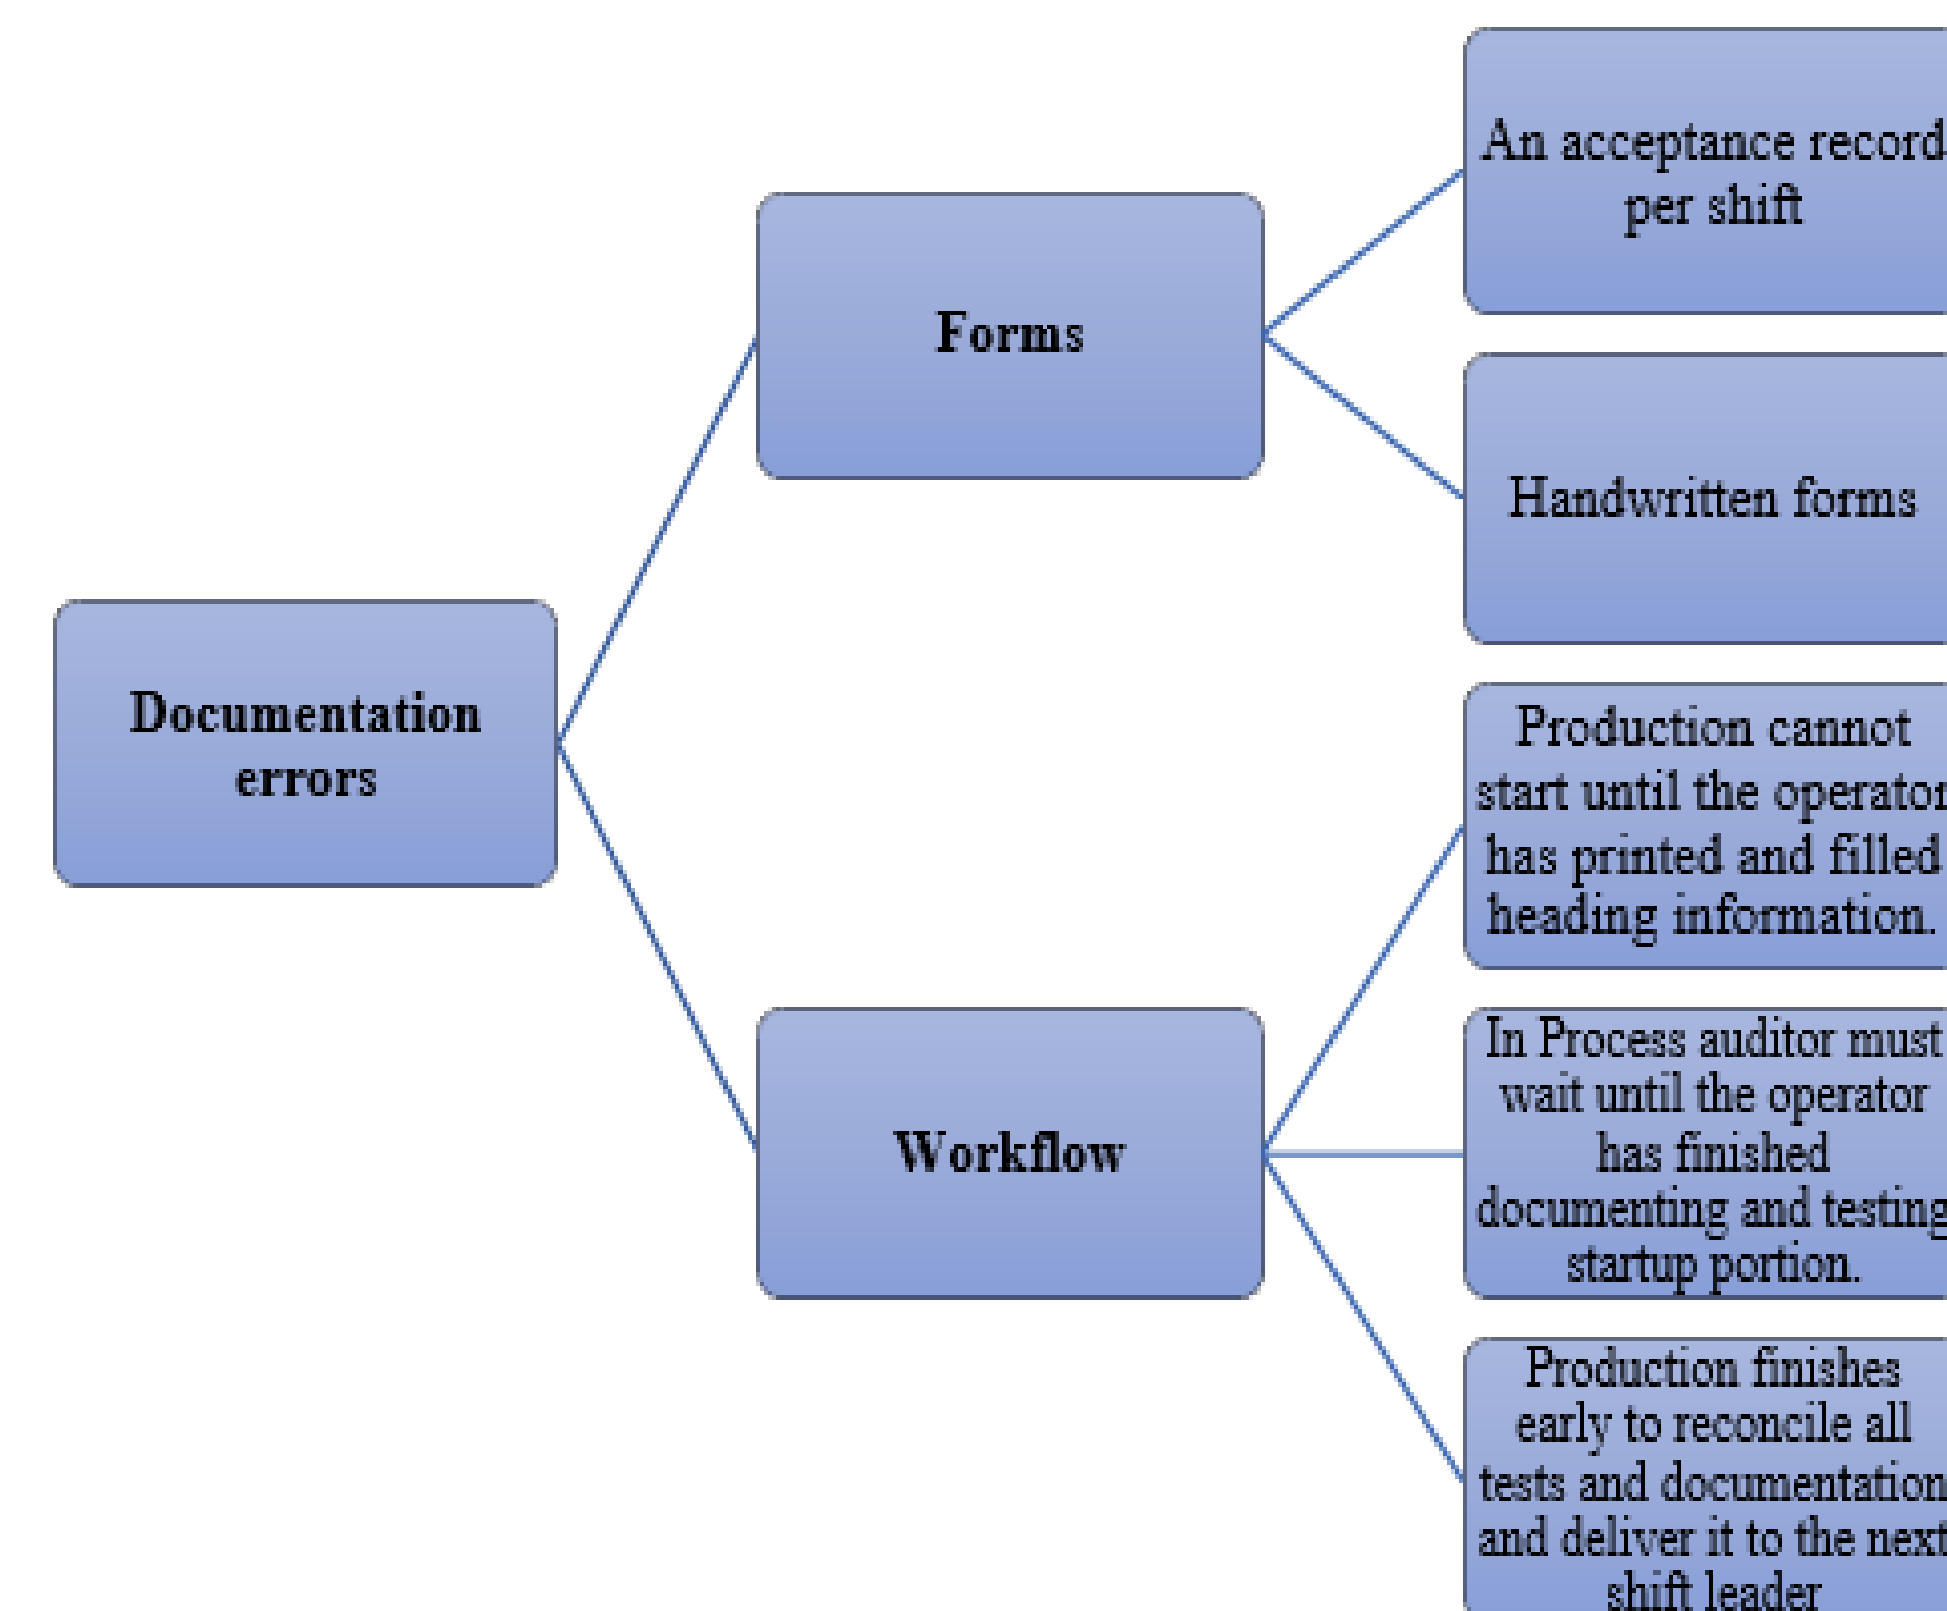 Documentation
errors
Forms
Workflow
An acceptance record
per shift
Handwritten forms
Production cannot
start until the operator
has printed and filled
heading information.
In Process auditor must
wait until the operator
has finished
documenting and testing
startup portion.
Production finishes
early to reconcile all
tests and documentation
and deliver it to the next
shift leader